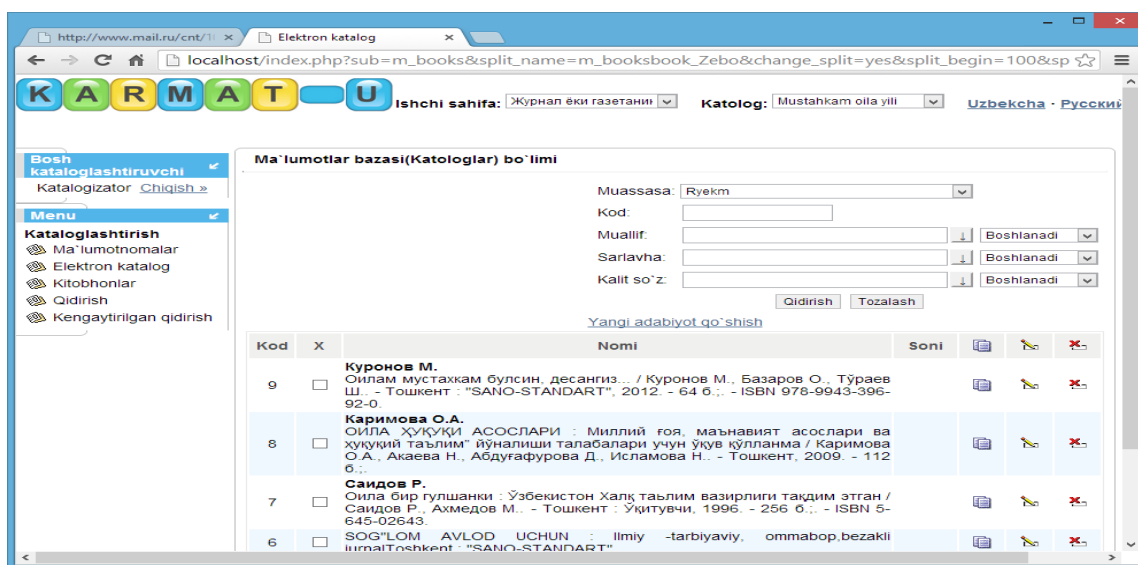 http://www.mail.ru/cnt/1
Elektron katalog
localhost/index.php?sub=m_books&split_name=m_booksbook_Zebo&change_split=yes&split_begin=100&sp
KARMAT-U
Ishchi sahifa: Журнал ёки газетанин Katolog: Mustahkam oila yili Uzbekcha · Русский
Bosh
kataloglashtiruvchi
Katalogizator Chiqish »
Menu
Kataloglashtirish
Ma`lumotnomalar
Elektron katalog
Kitobhonlar
Qidirish
Kengaytirilgan qidirish
Ma`lumotlar bazasi(Katologlar) bo`limi
Muassasa: Ryekm
Kod:
Muallif: ↓ Boshlanadi
Sarlavha: ↓ Boshlanadi
Kalit so`z: ↓ Boshlanadi
Qidirish Tozalash
Yangi adabiyot qo`shish
Kod X Nomi Soni
Куронов М.
9 Оилам мустахкам булсин, десангиз... / Куронов М., Базаров О., Тўраев
Ш.. - Тошкент : "SANO-STANDART", 2012. - 64 б.;. - ISBN 978-9943-396-
92-0.
Каримова О.А.
ОИЛА ҲУҚУҚИ АСОСЛАРИ : Миллий ғоя, маънавият асослари ва
8 ҳуқуқий таълим" йўналиши талабалари учун ўқув қўлланма / Каримова
О.А., Акаева Н., Абдуғафурова Д., Исламова Н.. - Тошкент, 2009. - 112
б.;.
Саидов Р.
7 Оила бир гулшанки : Ўзбекистон Халқ таьлим вазирлиги тақдим этган /
Саидов Р., Ахмедов М.. - Тошкент : Ўқитувчи, 1996. - 256 б.;. - ISBN 5-
645-02643.
6 SOG"LOM AVLOD UCHUN : Ilmiy -tarbiyaviy, ommabop,bezakli
jurnalToshkent : "SANO-STANDART"